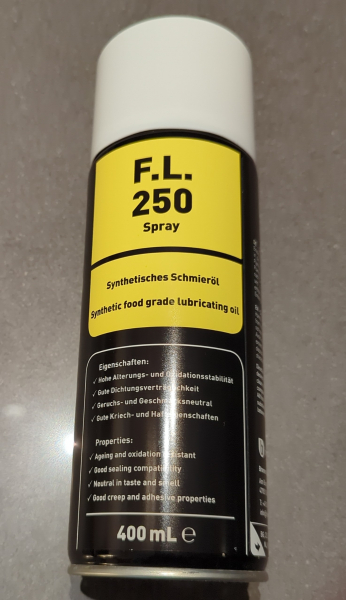 F.L.
250
Spray
Synthetisches Schmieröl
Synthetic food grade lubricating oil
Eigenschaften:
✓ Hohe Alterungs- und Oxidationsstabilität
✓ Gute Dichtungsverträglichkeit
✓ Geruchs- und Geschmacksneutral
✓ Gute Kriech- und Hafteigenschaften
Properties:
✓ Ageing and oxidation resistant
✓ Good sealing compatibility
✓ Neutral in taste and smell
✓ Good creep and adhesive properties
400 mL ℮